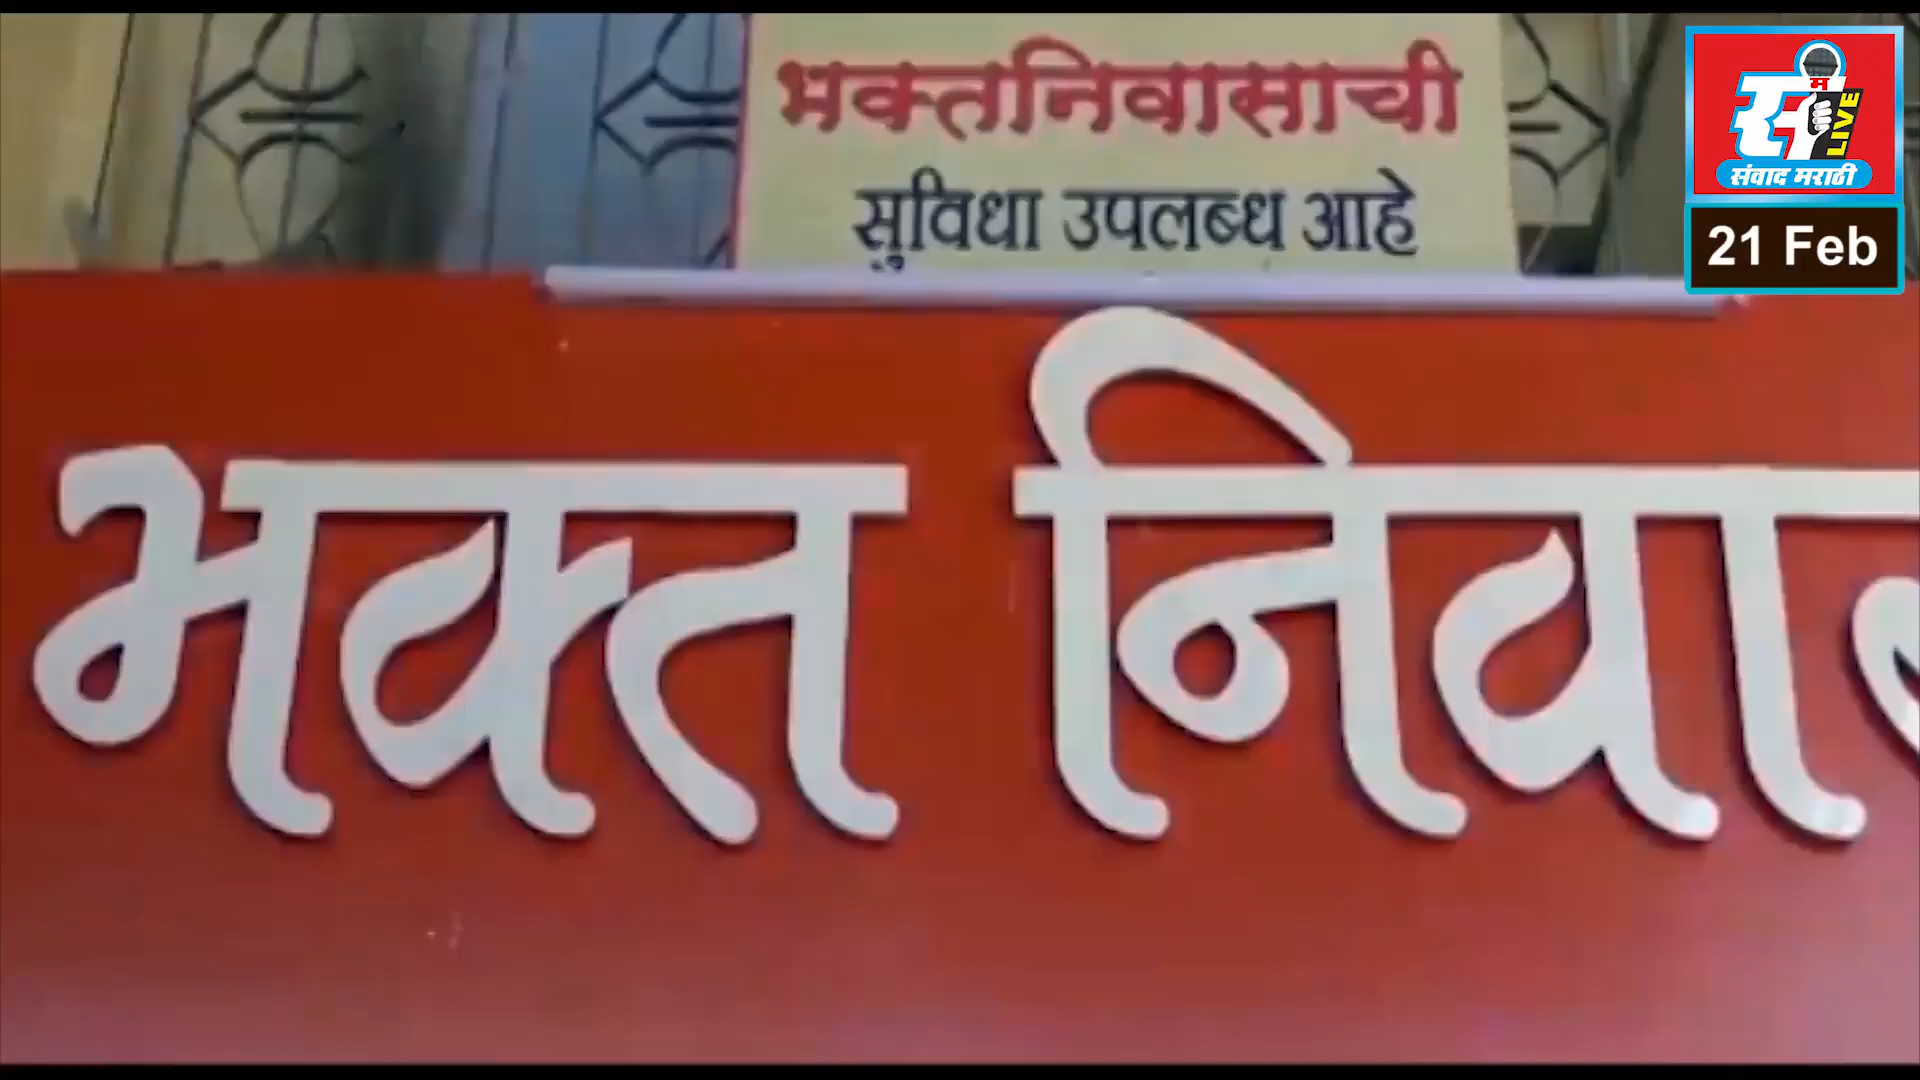 भक्तनिवासाची
सुविधा उपलब्ध आहे
स
म
LIVE
संवाद मराठी
21 Feb
भक्त